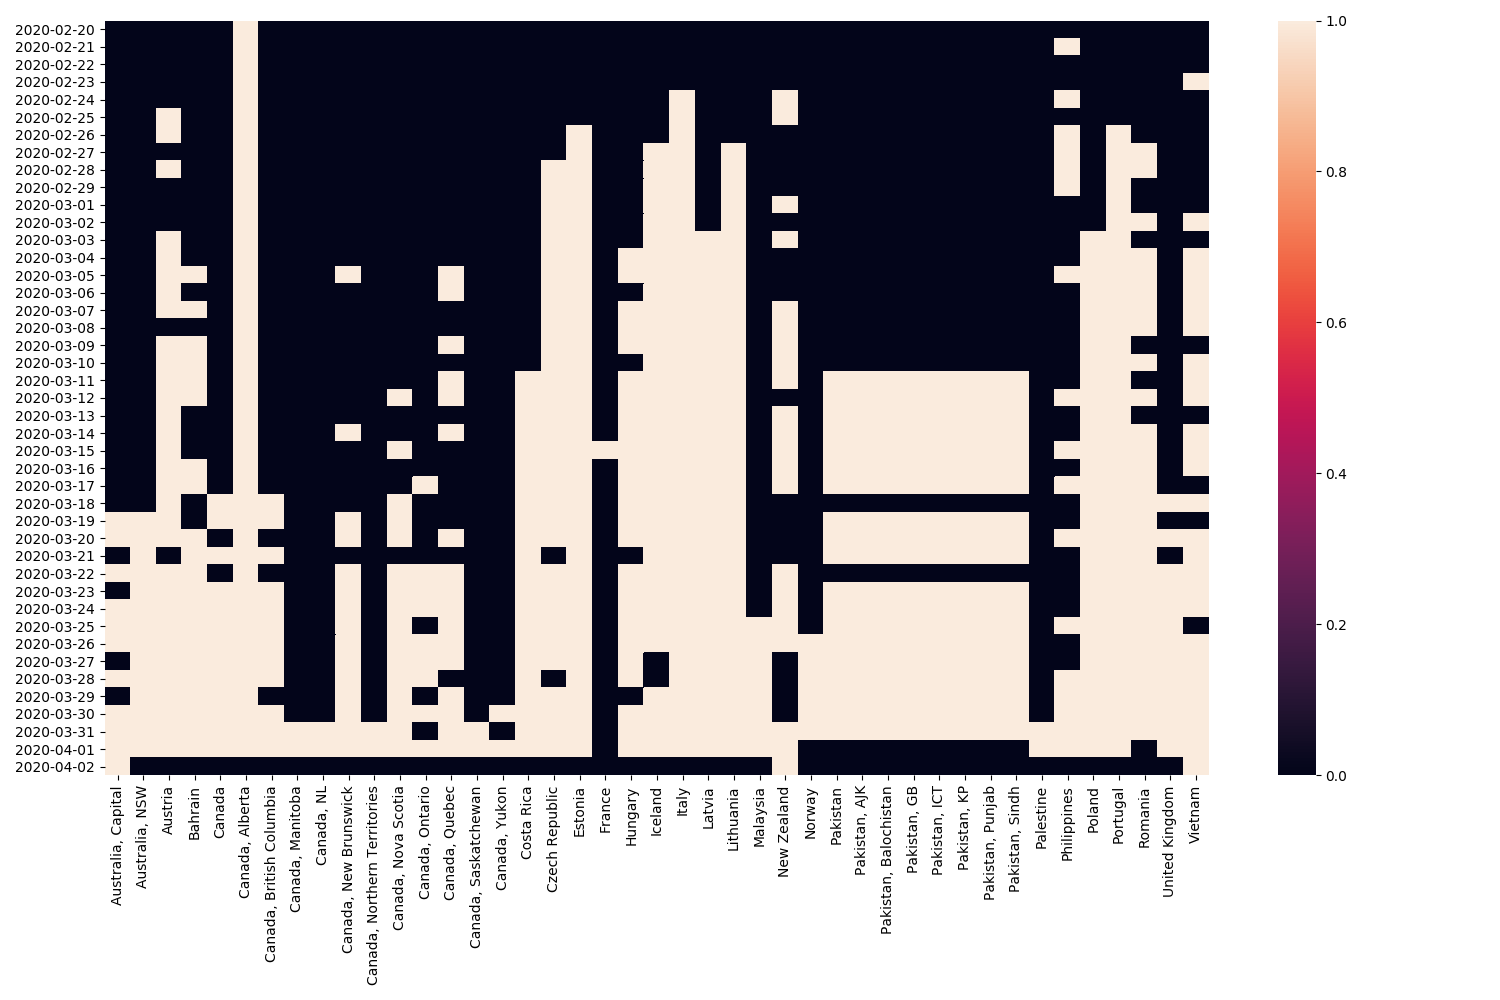 2020-02-20
2020-02-21
2020-02-22
2020-02-23
2020-02-24
2020-02-25
2020-02-26
2020-02-27
2020-02-28
2020-02-29
2020-03-01
2020-03-02
2020-03-03
2020-03-04
2020-03-05
2020-03-06
2020-03-07
2020-03-08
2020-03-09
2020-03-10
2020-03-11
2020-03-12
2020-03-13
2020-03-14
2020-03-15
2020-03-16
2020-03-17
2020-03-18
2020-03-19
2020-03-20
2020-03-21
2020-03-22
2020-03-23
2020-03-24
2020-03-25
2020-03-26
2020-03-27
2020-03-28
2020-03-29
2020-03-30
2020-03-31
2020-04-01
2020-04-02
Australia, Capital
Australia, NSW
Austria
Bahrain
Canada
Canada, Alberta
Canada, British Columbia
Canada, Manitoba
Canada, NL
Canada, New Brunswick
Canada, Northern Territories
Canada, Nova Scotia
Canada, Ontario
Canada, Quebec
Canada, Saskatchewan
Canada, Yukon
Costa Rica
Czech Republic
Estonia
France
Hungary
Iceland
Italy
Latvia
Lithuania
Malaysia
New Zealand
Norway
Pakistan
Pakistan, AJK
Pakistan, Balochistan
Pakistan, GB
Pakistan, ICT
Pakistan, KP
Pakistan, Punjab
Pakistan, Sindh
Palestine
Philippines
Poland
Portugal
Romania
United Kingdom
Vietnam
1.0
0.8
0.6
0.4
0.2
0.0